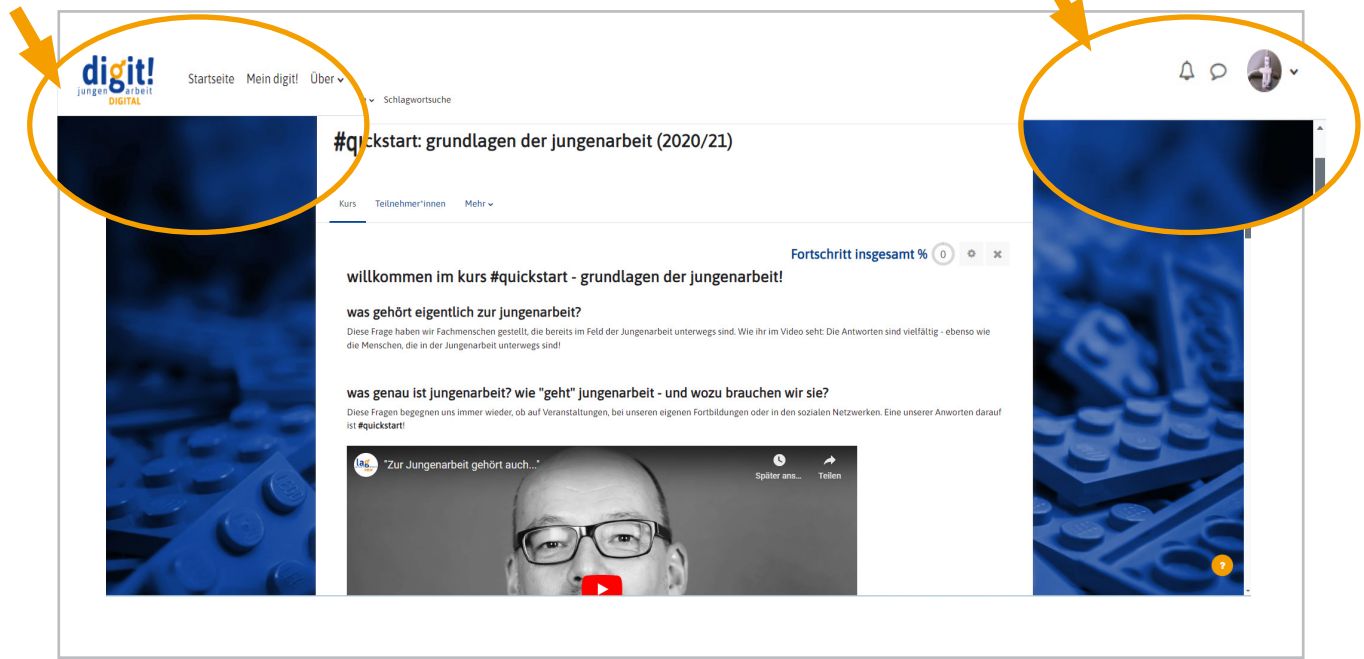 digit!
jungen arbeit
DIGITAL
Startseite Mein digit! Über
Schlagwortsuche
#quickstart: grundlagen der jungenarbeit (2020/21)
Kurs Teilnehmer*innen Mehr
Fortschritt insgesamt % 0
willkommen im kurs #quickstart - grundlagen der jungenarbeit!
was gehört eigentlich zur jungenarbeit?
Diese Frage haben wir Fachmenschen gestellt, die bereits im Feld der Jungenarbeit unterwegs sind. Wie ihr im Video seht: Die Antworten sind vielfältig - ebenso wie
die Menschen, die in der Jungenarbeit unterwegs sind!
was genau ist jungenarbeit? wie "geht" jungenarbeit - und wozu brauchen wir sie?
Diese Fragen begegnen uns immer wieder, ob auf Veranstaltungen, bei unseren eigenen Fortbildungen oder in den sozialen Netzwerken. Eine unserer Anworten darauf
ist #quickstart!
lag "Zur Jungenarbeit gehört auch..."
Später ans... Teilen
?